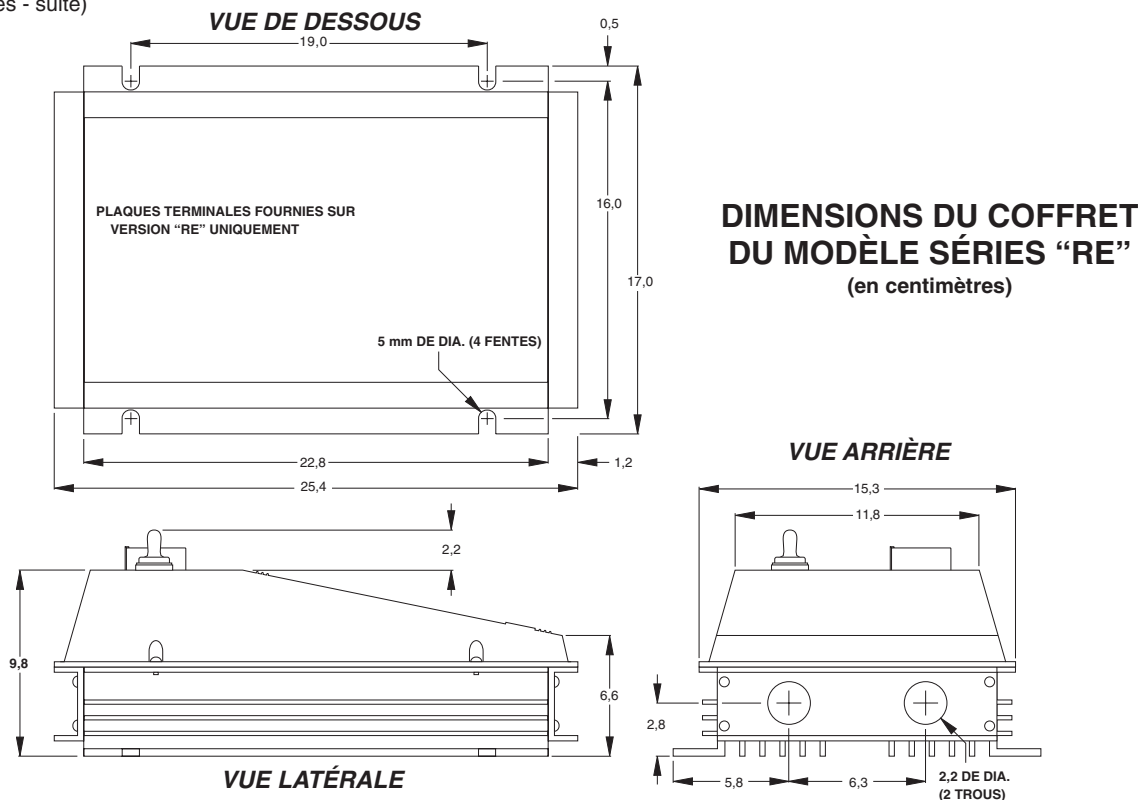 es - suite)
VUE DE DESSOUS
19,0
0,5
PLAQUES TERMINALES FOURNIES SUR
VERSION “RE” UNIQUEMENT
16,0
17,0
5 mm DE DIA. (4 FENTES)
22,8
1,2
25,4
DIMENSIONS DU COFFRET
DU MODÈLE SÉRIES “RE”
(en centimètres)
2,2
9,8
6,6
VUE LATÉRALE
VUE ARRIÈRE
15,3
11,8
2,8
5,8
6,3
2,2 DE DIA.
(2 TROUS)